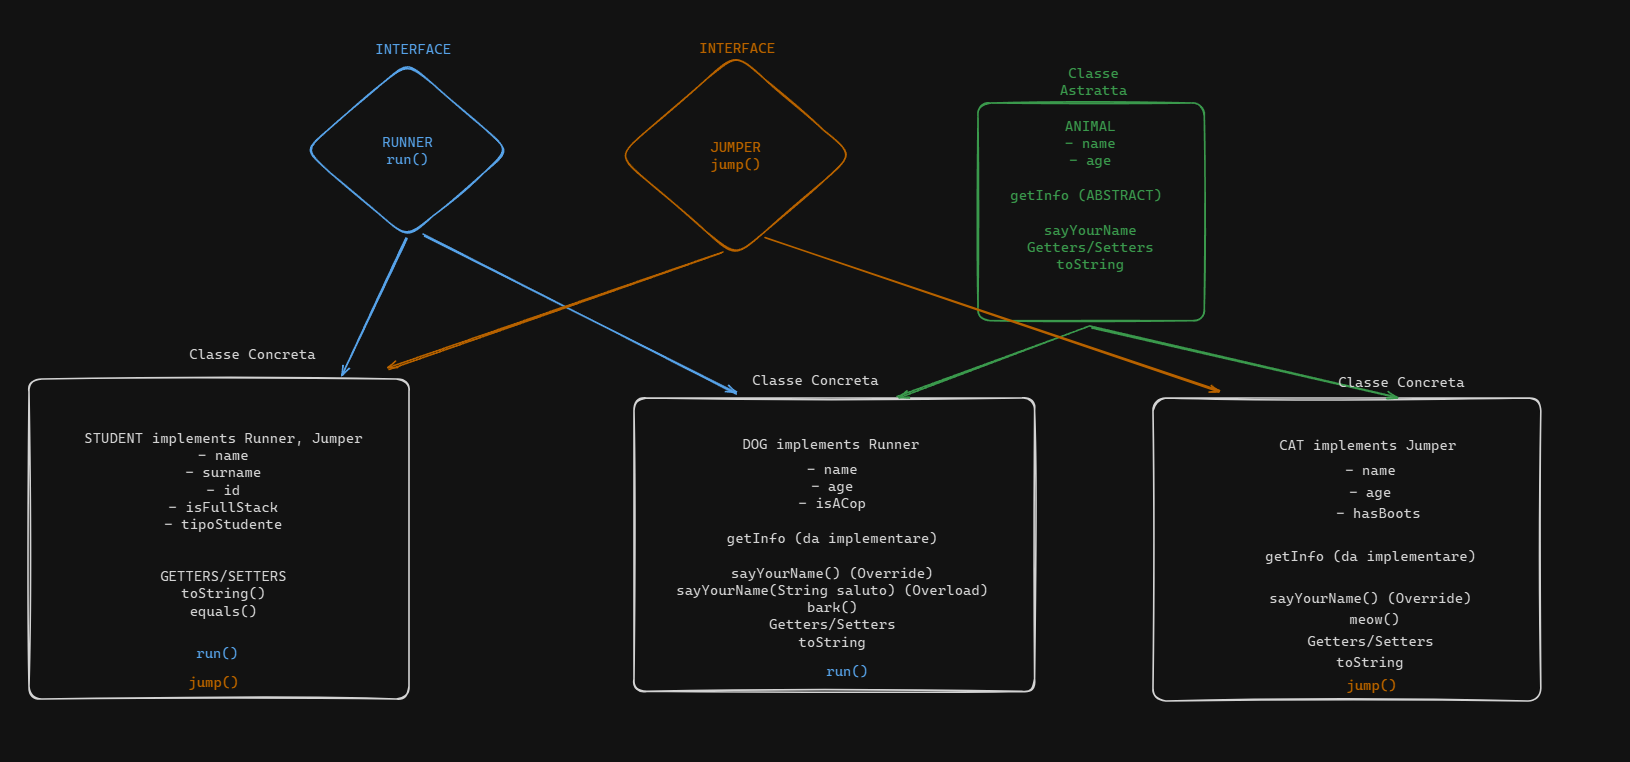 INTERFACE
RUNNER
run()
INTERFACE
JUMPER
jump()
Classe
Astratta
ANIMAL
- name
- age
getInfo (ABSTRACT)
sayYourName
Getters/Setters
toString
Classe Concreta
STUDENT implements Runner, Jumper
- name
- surname
- id
- isFullStack
- tipoStudente
GETTERS/SETTERS
toString()
equals()
run()
jump()
Classe Concreta
DOG implements Runner
- name
- age
- isACop
getInfo (da implementare)
sayYourName() (Override)
sayYourName(String saluto) (Overload)
bark()
Getters/Setters
toString
run()
Classe Concreta
CAT implements Jumper
- name
- age
- hasBoots
getInfo (da implementare)
sayYourName() (Override)
meow()
Getters/Setters
toString
jump()